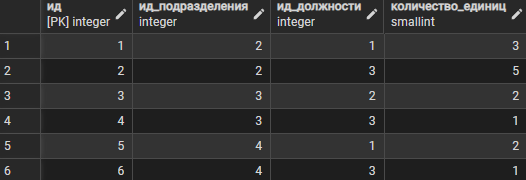 ид ид_подразделения ид_должности количество_единиц
[PK] integer integer integer smallint
1 1 2 1 3
2 2 2 3 5
3 3 3 2 2
4 4 3 3 1
5 5 4 1 2
6 6 4 3 1